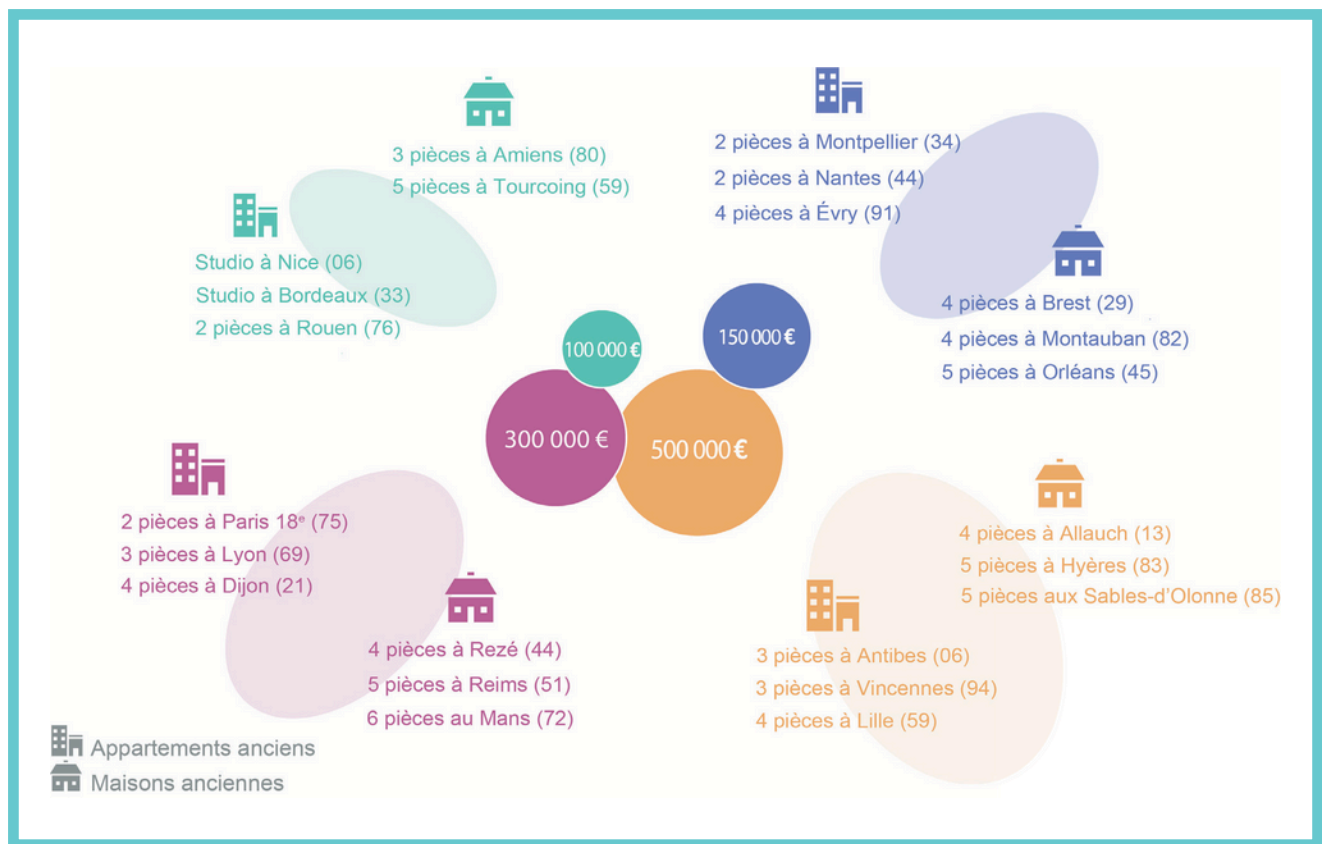 3 pièces à Amiens (80)
5 pièces à Tourcoing (59)
Studio à Nice (06)
Studio à Bordeaux (33)
2 pièces à Rouen (76)
2 pièces à Montpellier (34)
2 pièces à Nantes (44)
4 pièces à Évry (91)
4 pièces à Brest (29)
4 pièces à Montauban (82)
5 pièces à Orléans (45)
100 000 €
150 000 €
300 000 €
500 000 €
2 pièces à Paris 18ᵉ (75)
3 pièces à Lyon (69)
4 pièces à Dijon (21)
4 pièces à Rezé (44)
5 pièces à Reims (51)
6 pièces au Mans (72)
4 pièces à Allauch (13)
5 pièces à Hyères (83)
5 pièces aux Sables-d'Olonne (85)
3 pièces à Antibes (06)
3 pièces à Vincennes (94)
4 pièces à Lille (59)
Appartements anciens
Maisons anciennes